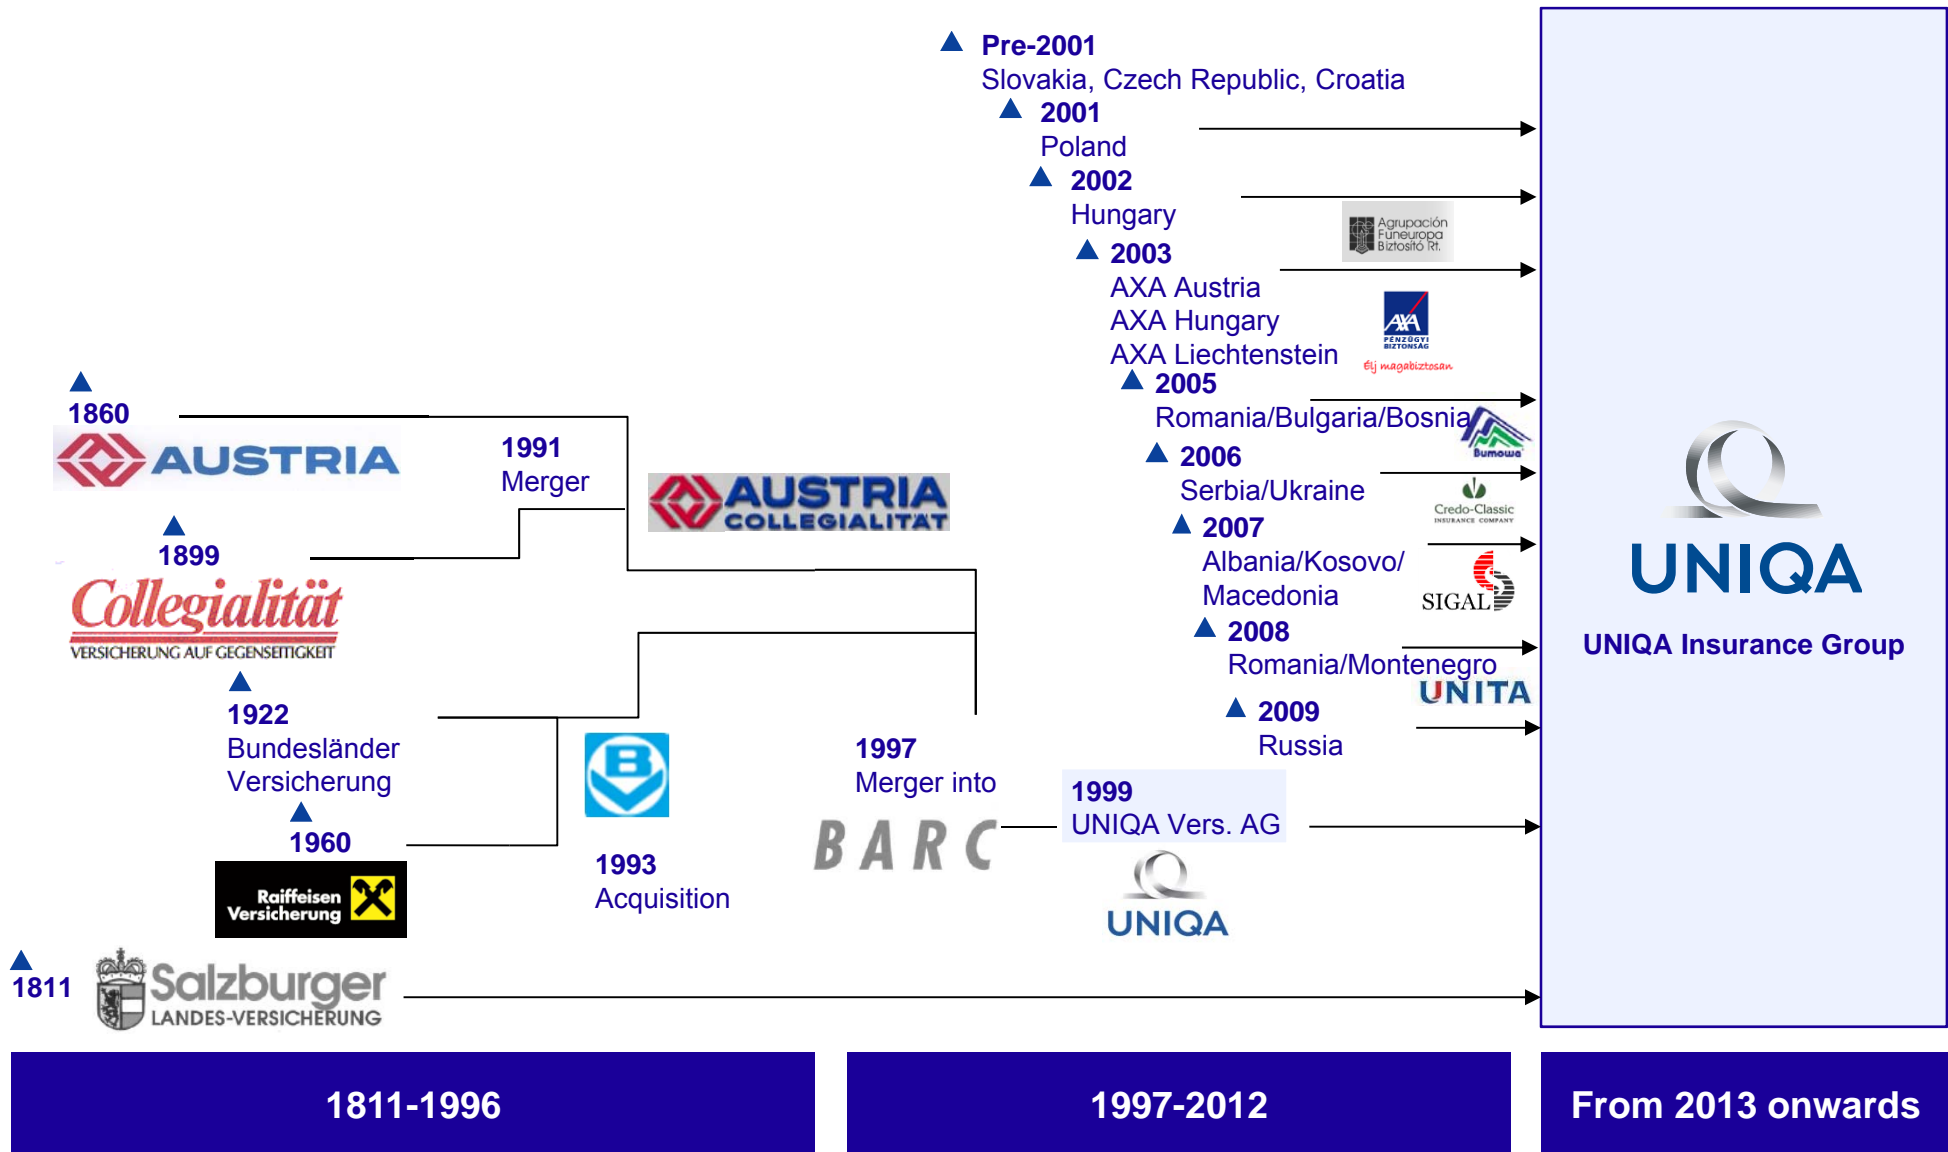 Pre-2001
Slovakia, Czech Republic, Croatia
2001
Poland
2002
Hungary
Agrupación
Funeuropa
Biztosító Rt.
2003
AXA Austria
AXA Hungary
AXA Liechtenstein
AXA
PÉNZÜGYI
BIZTONSÁG
Élj magabiztosan
2005
Romania/Bulgaria/Bosnia
Витоша
2006
Serbia/Ukraine
Credo-Classic
INSURANCE COMPANY
2007
Albania/Kosovo/
Macedonia
SIGAL
2008
Romania/Montenegro
UNITA
2009
Russia
1860
AUSTRIA
1991
Merger
AUSTRIA
COLLEGIALITÄT
1899
Collegialität
VERSICHERUNG AUF GEGENSEITIGKEIT
1922
Bundesländer
Versicherung
B
1960
Raiffeisen
Versicherung
1993
Acquisition
1997
Merger into
BARC
1999
UNIQA Vers. AG
UNIQA
1811
Salzburger
LANDES-VERSICHERUNG
UNIQA
UNIQA Insurance Group
1811-1996
1997-2012
From 2013 onwards